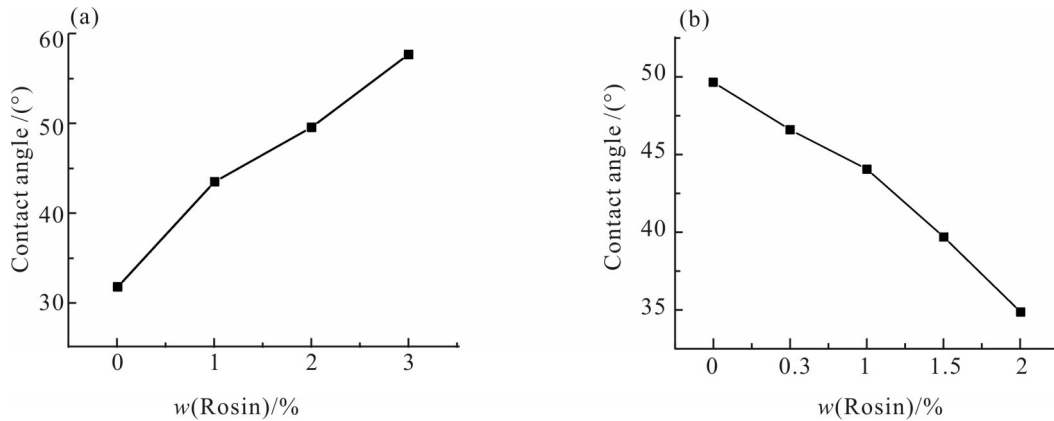 (a)
60
50
40
30
Contact angle /(°)
0 1 2 3
w(Rosin)/%
(b)
50
45
40
35
Contact angle /(°)
0 0.3 1 1.5 2
w(Rosin)/%